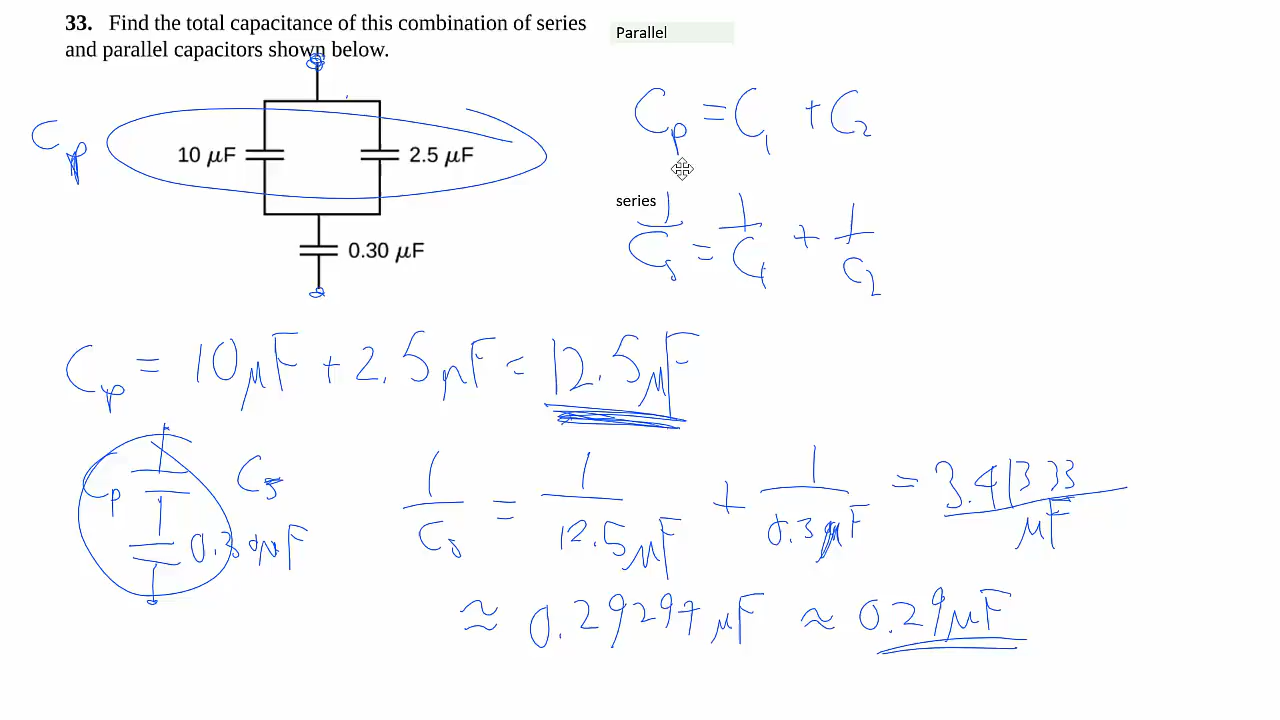 33. Find the total capacitance of this combination of series
and parallel capacitors shown below.
Parallel
Cp = C1 + C2
Cp
10 μF
2.5 μF
series
1/Cs = 1/C1 + 1/C2
0.30 μF
Cp = 10 μF + 2.5 μF = 12.5 μF
Cp
Cs
0.30 μF
1/Cs = 1/12.5 μF + 1/0.3 μF = 3.41333/μF
≈ 0.29297 μF ≈ 0.29 μF